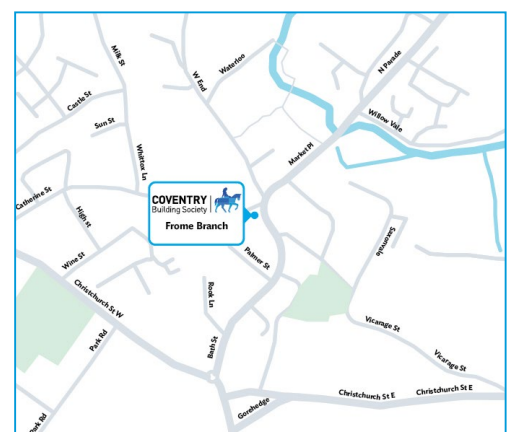 Milk St
Waterloo
W End
N Parade
Castle St
Sun St
Willow Vale
Whittox Ln
Market Pl
Catherine St
COVENTRY
Building Society
Frome Branch
High st
Saxonvale
Palmer St
Wine St
Rook Ln
Christchurch St W
Vicarage St
Park Rd
Bath St
Vicarage St
Christchurch St E
Christchurch St E
Gorehedge
Park Rd